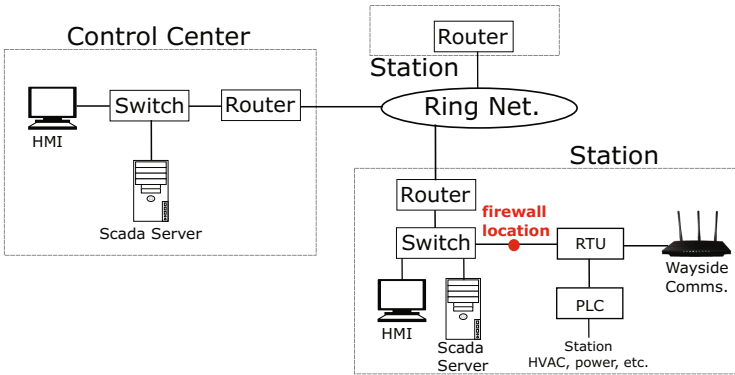 Control Center
HMI
Switch
Router
Scada Server
Router
Station
Ring Net.
Station
Router
firewall
location
Switch
RTU
Wayside
Comms.
HMI
Scada
Server
PLC
Station
HVAC, power, etc.